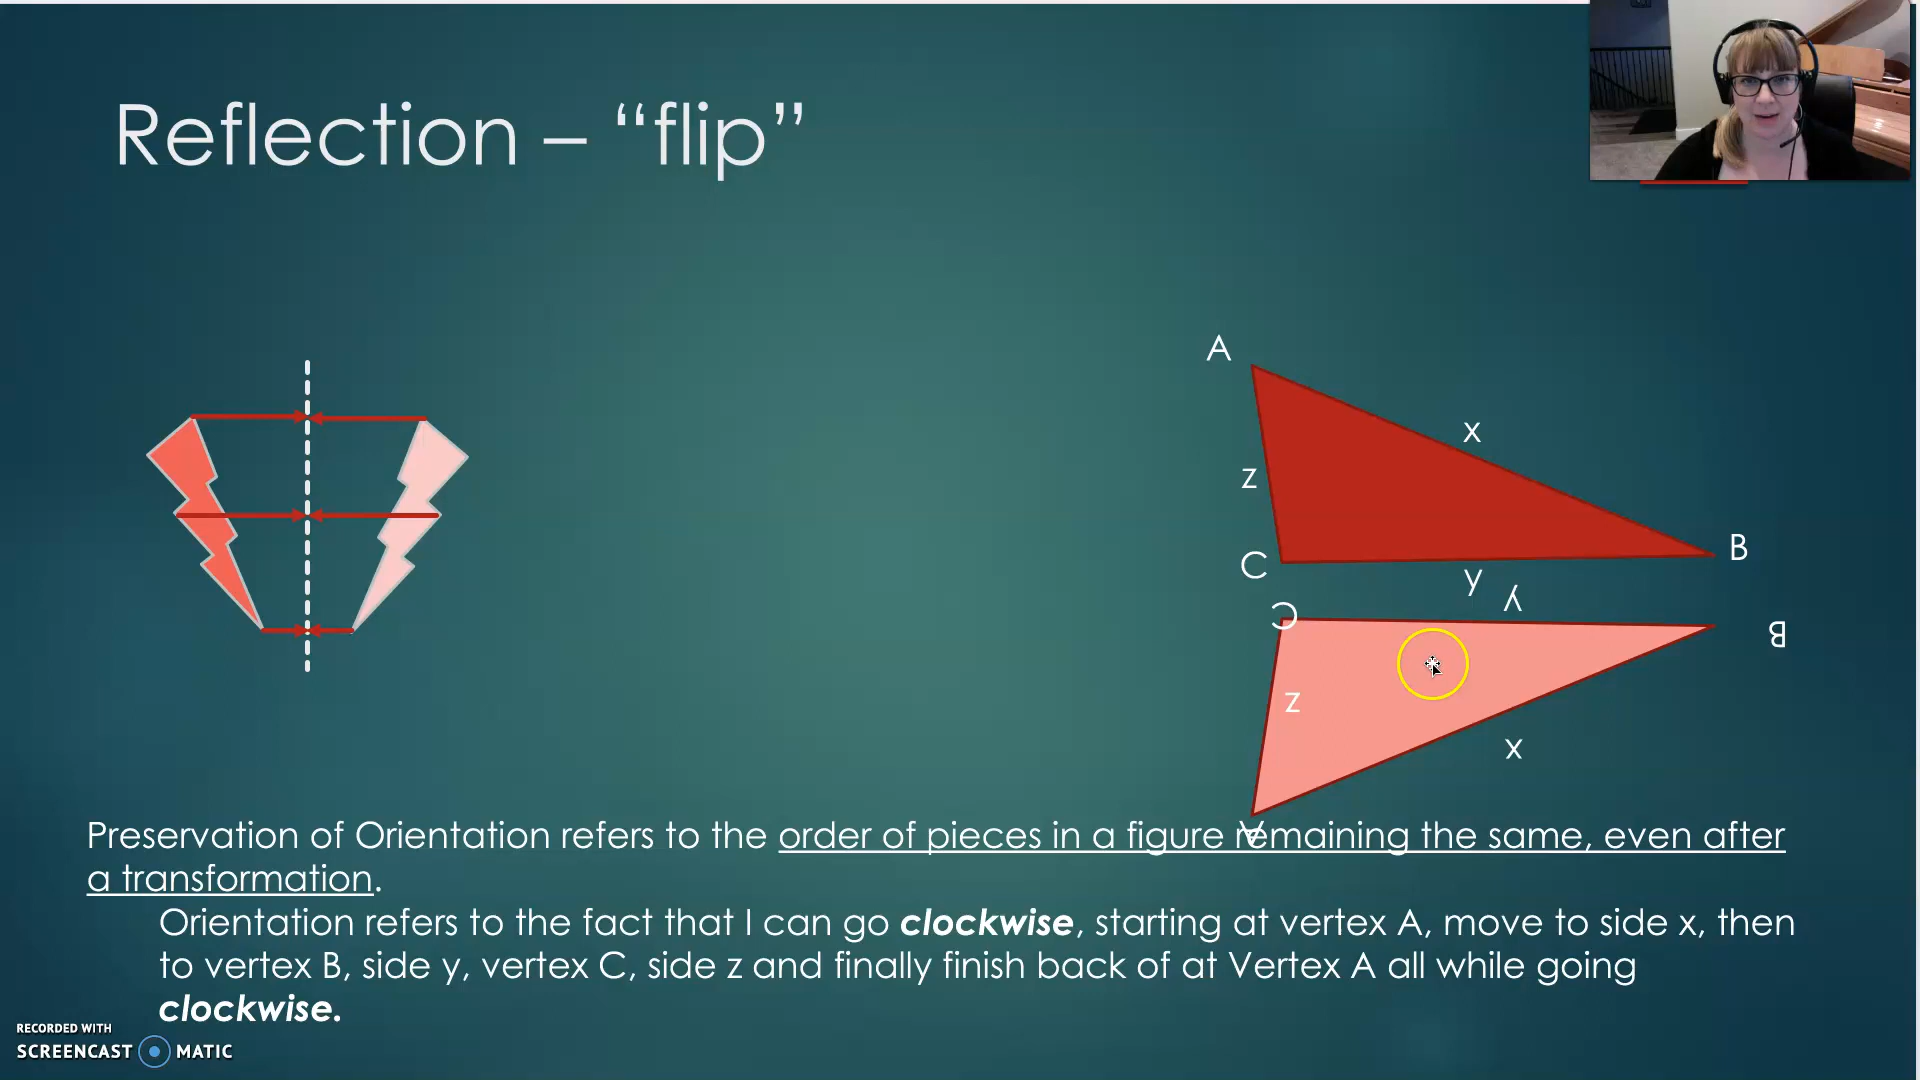 Reflection – “flip”
A
x
z
B
C
y
y
C
B
z
x
A
Preservation of Orientation refers to the order of pieces in a figure remaining the same, even after
a transformation.
Orientation refers to the fact that I can go clockwise, starting at vertex A, move to side x, then
to vertex B, side y, vertex C, side z and finally finish back of at Vertex A all while going
clockwise.
RECORDED WITH
SCREENCAST MATIC